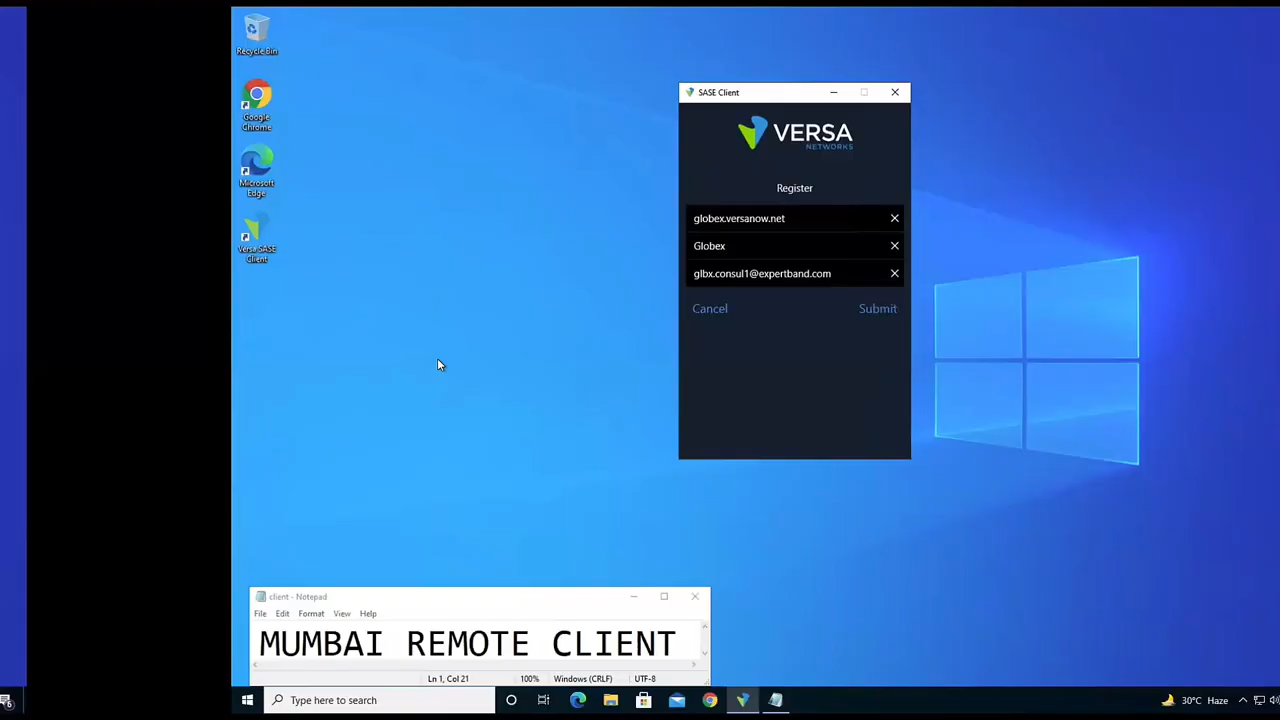 Recycle Bin
Google
Chrome
Microsoft
Edge
Versa SASE
Client
SASE Client
VERSA
NETWORKS
Register
globex.versanow.net
Globex
glbx.consul1@expertband.com
Cancel
Submit
client - Notepad
File Edit Format View Help
MUMBAI REMOTE CLIENT
Ln 1, Col 21 100% Windows (CRLF) UTF-8
Type here to search
30°C Haze